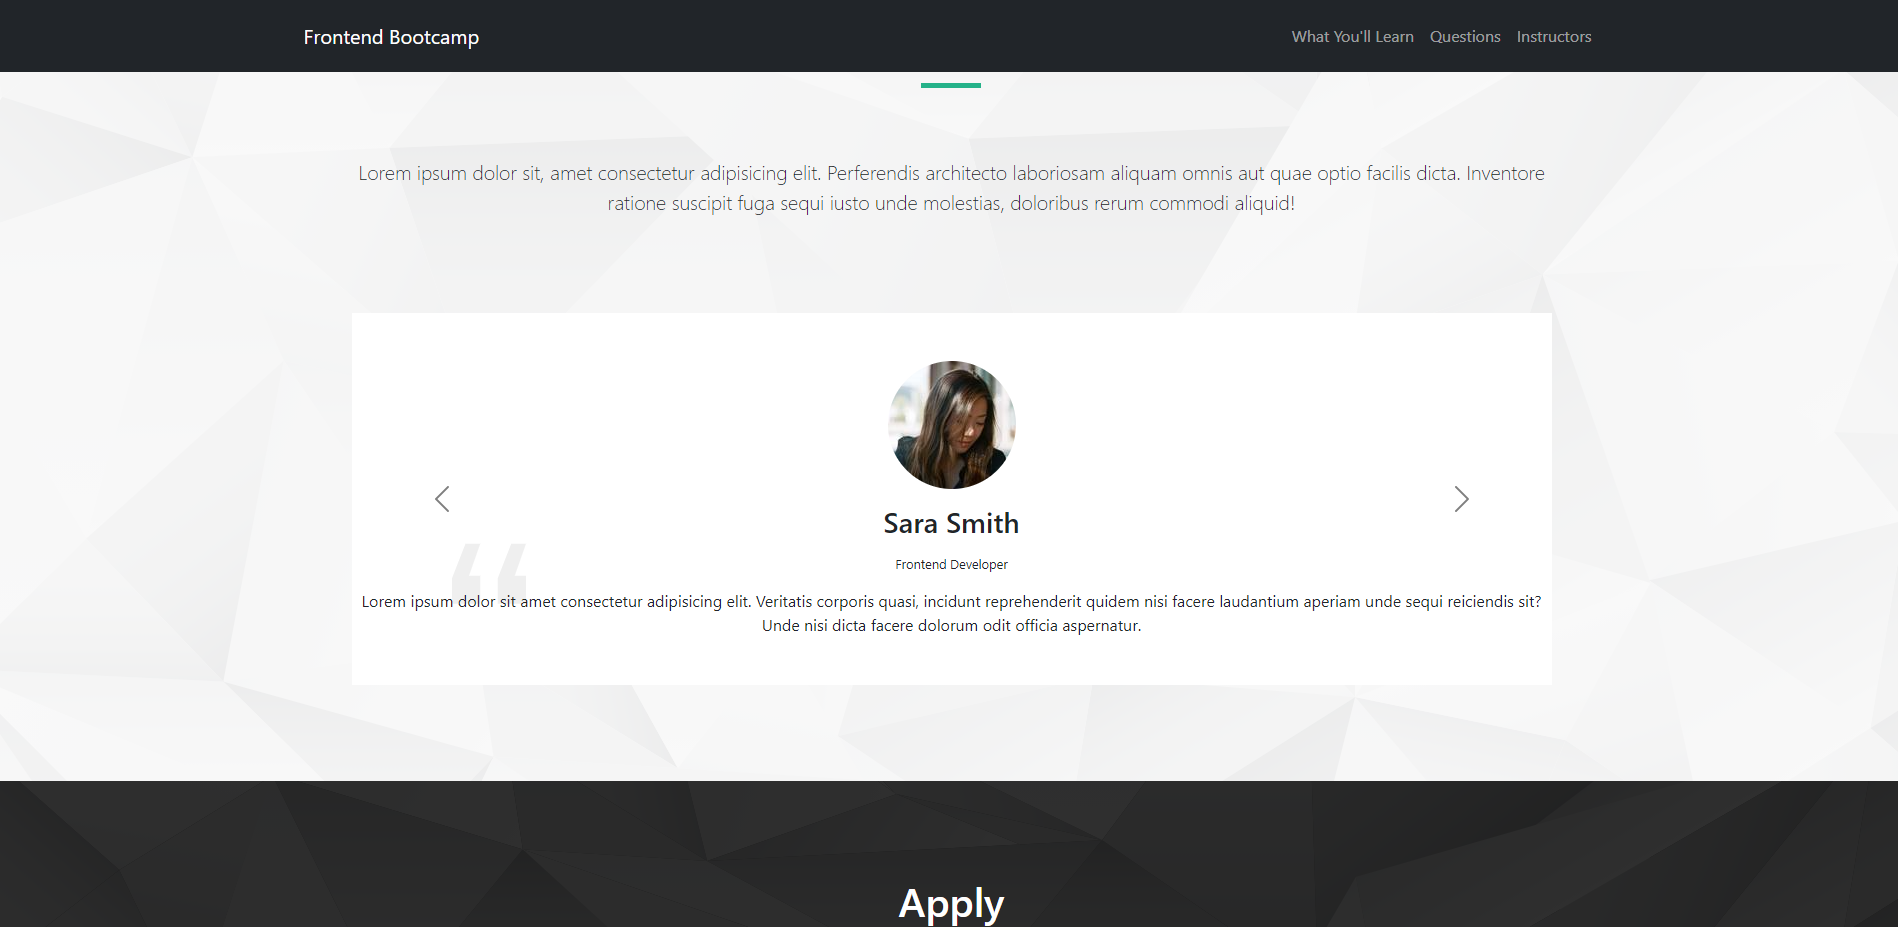 Frontend Bootcamp
What You'll Learn
Questions
Instructors
Lorem ipsum dolor sit, amet consectetur adipisicing elit. Perferendis architecto laboriosam aliquam omnis aut quae optio facilis dicta. Inventore
ratione suscipit fuga sequi iusto unde molestias, doloribus rerum commodi aliquid!
Sara Smith
Frontend Developer
“
Lorem ipsum dolor sit amet consectetur adipisicing elit. Veritatis corporis quasi, incidunt reprehenderit quidem nisi facere laudantium aperiam unde sequi reiciendis sit?
Unde nisi dicta facere dolorum odit officia aspernatur.
Apply